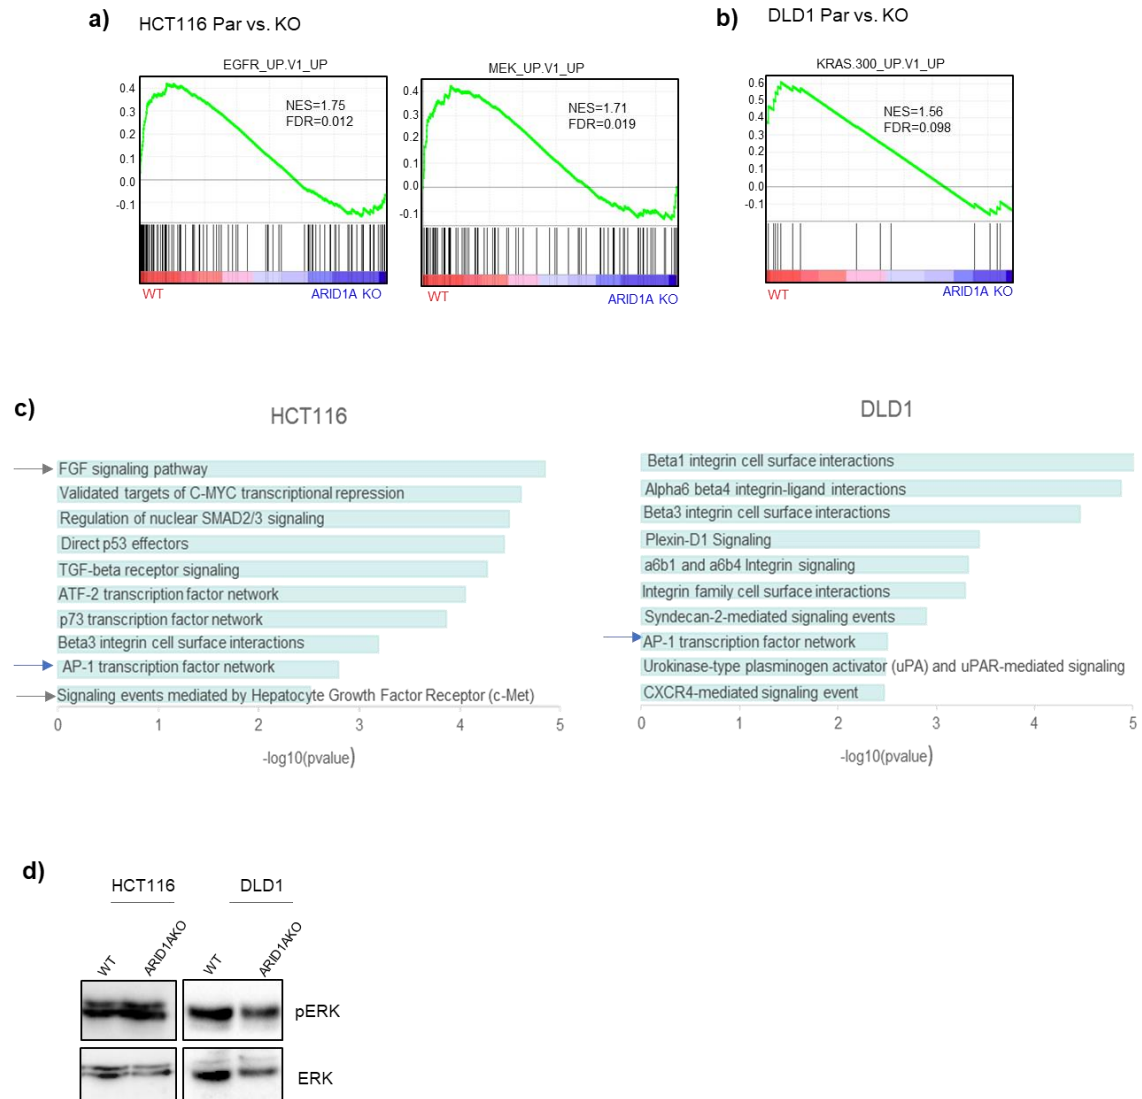 a) HCT116 Par vs. KO
b) DLD1 Par vs. KO
EGFR_UP.V1_UP
0.4
0.3
0.2
0.1
0.0
-0.1
NES=1.75
FDR=0.012
WT
ARID1A KO
MEK_UP.V1_UP
0.4
0.3
0.2
0.1
0.0
-0.1
NES=1.71
FDR=0.019
WT
ARID1A KO
KRAS.300_UP.V1_UP
0.6
0.5
0.4
0.3
0.2
0.1
0.0
-0.1
NES=1.56
FDR=0.098
WT
ARID1A KO
c)
HCT116
FGF signaling pathway
Validated targets of C-MYC transcriptional repression
Regulation of nuclear SMAD2/3 signaling
Direct p53 effectors
TGF-beta receptor signaling
ATF-2 transcription factor network
p73 transcription factor network
Beta3 integrin cell surface interactions
AP-1 transcription factor network
Signaling events mediated by Hepatocyte Growth Factor Receptor (c-Met)
0 1 2 3 4 5
-log10(pvalue)
DLD1
Beta1 integrin cell surface interactions
Alpha6 beta4 integrin-ligand interactions
Beta3 integrin cell surface interactions
Plexin-D1 Signaling
a6b1 and a6b4 Integrin signaling
Integrin family cell surface interactions
Syndecan-2-mediated signaling events
AP-1 transcription factor network
Urokinase-type plasminogen activator (uPA) and uPAR-mediated signaling
CXCR4-mediated signaling event
0 1 2 3 4 5
-log10(pvalue)
d)
HCT116 DLD1
WT ARID1AKO WT ARID1AKO
pERK
ERK